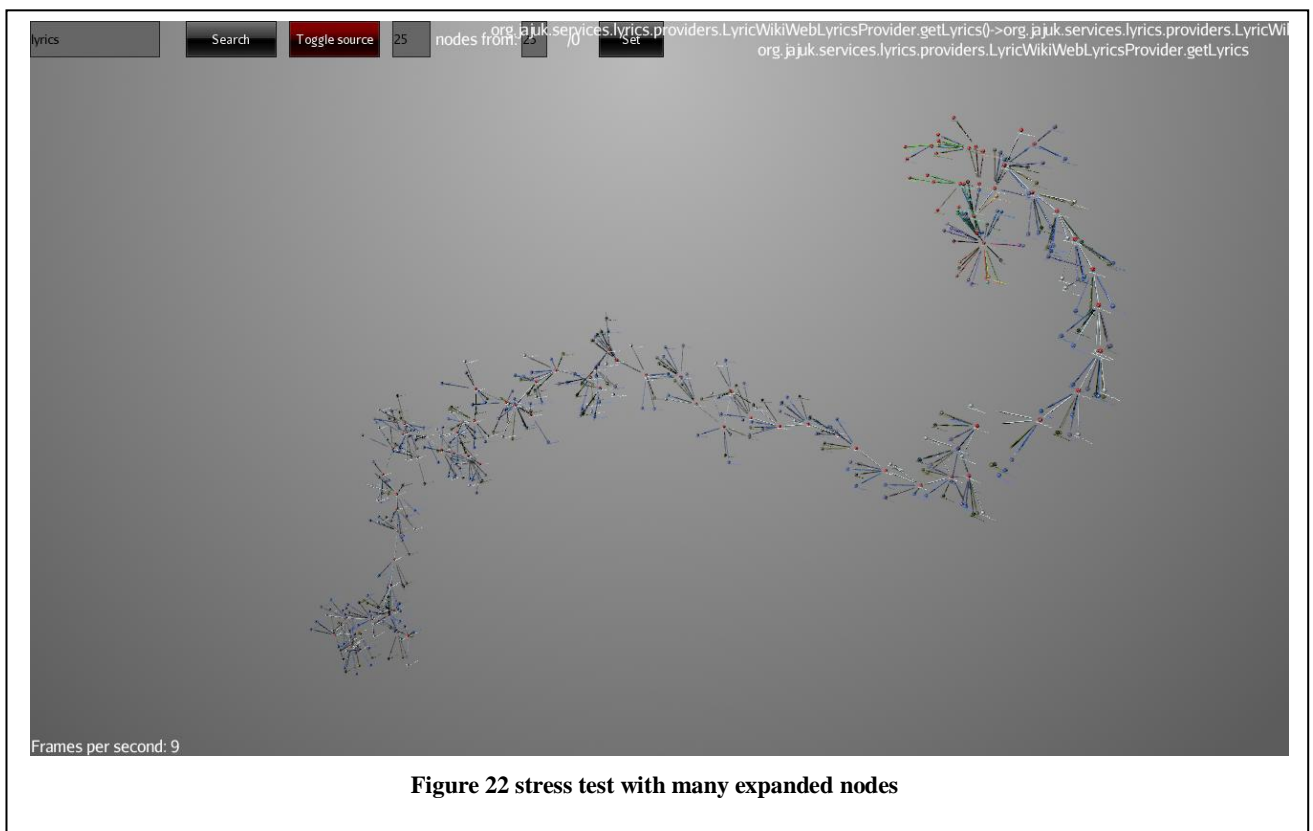 lyrics Search Toggle source 25 nodes from: 25 /0 Set
org.jajuk.services.lyrics.providers.LyricWikiWebLyricsProvider.getLyrics()->org.jajuk.services.lyrics.providers.LyricWi
org.jajuk.services.lyrics.providers.LyricWikiWebLyricsProvider.getLyrics
Frames per second: 9
Figure 22 stress test with many expanded nodes